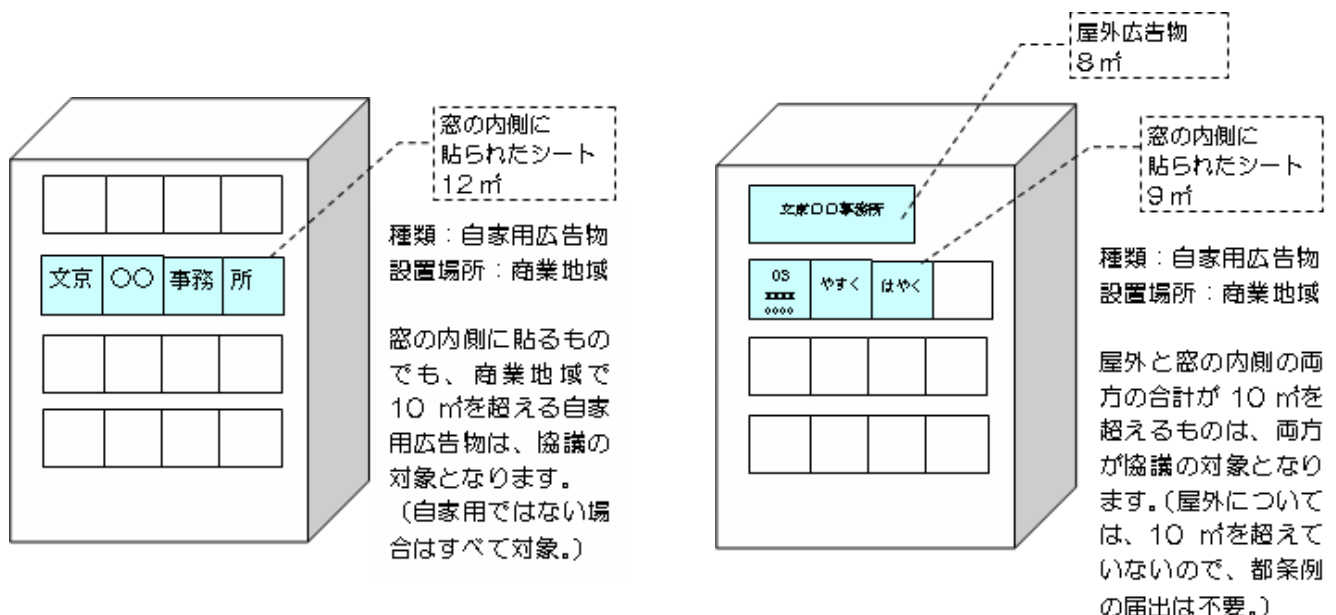 窓の内側に
貼られたシート
12㎡
文京 〇〇 事務 所
種類：自家用広告物
設置場所：商業地域
窓の内側に貼るもの
でも、商業地域で
10 ㎡を超える自家
用広告物は、協議の
対象となります。
（自家用ではない場
合はすべて対象。）
屋外広告物
8㎡
窓の内側に
貼られたシート
9㎡
文京〇〇事務所
03 やすく はやく
xxxx
0000
種類：自家用広告物
設置場所：商業地域
屋外と窓の内側の両
方の合計が 10 ㎡を
超えるものは、両方
が協議の対象となり
ます。（屋外について
は、10 ㎡を超えて
いないので、都条例
の届出は不要。）